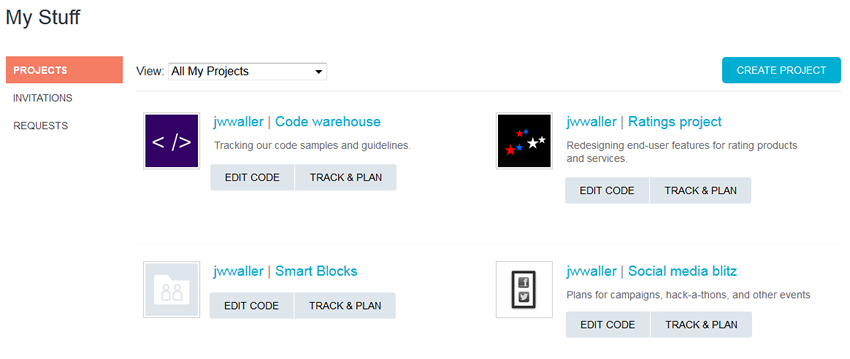 My Stuff
PROJECTS
INVITATIONS
REQUESTS
View: All My Projects
CREATE PROJECT
</>
jwwaller | Code warehouse
Tracking our code samples and guidelines.
EDIT CODE TRACK & PLAN
jwwaller | Ratings project
Redesigning end-user features for rating products
and services.
EDIT CODE TRACK & PLAN
jwwaller | Smart Blocks
EDIT CODE TRACK & PLAN
f
jwwaller | Social media blitz
Plans for campaigns, hack-a-thons, and other events
EDIT CODE TRACK & PLAN